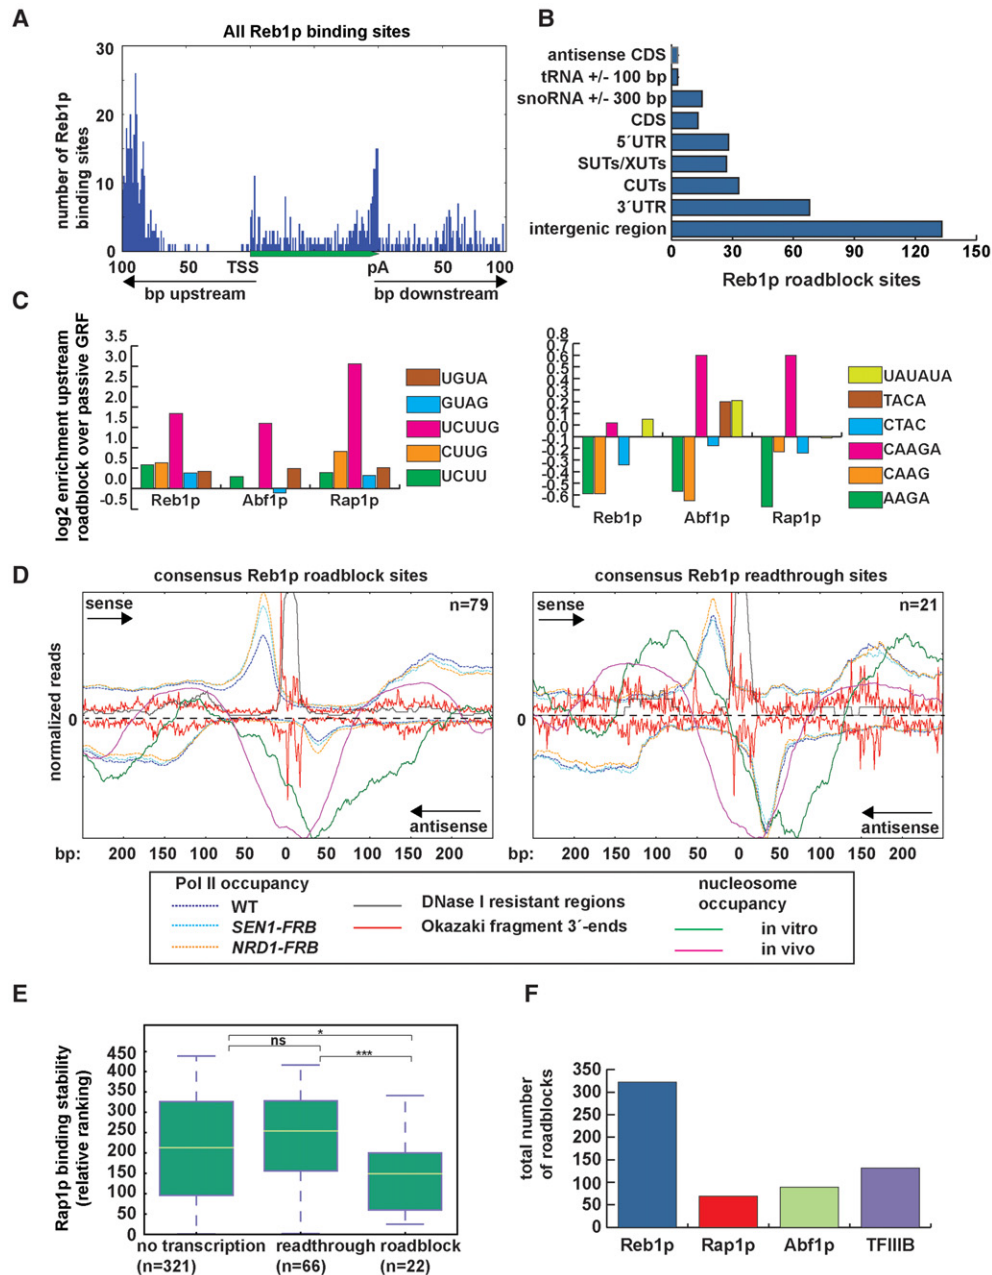 A
All Reb1p binding sites
number of Reb1p
binding sites
30
20
10
0
100 50 TSS pA 50 100
bp upstream bp downstream
B
antisense CDS
tRNA +/- 100 bp
snoRNA +/- 300 bp
CDS
5´UTR
SUTs/XUTs
CUTs
3´UTR
intergenic region
0 30 60 90 120 150
Reb1p roadblock sites
C
log2 enrichment upstream
roadblock over passive GRF
3.5
3.0
2.5
2.0
1.5
1.0
0.5
0.0
-0.5
Reb1p Abf1p Rap1p
UGUA
GUAG
UCUUG
CUUG
UCUU
0.8
0.7
0.6
0.5
0.4
0.3
0.2
0.1
0.0
-0.1
-0.2
-0.3
-0.4
-0.5
-0.6
Reb1p Abf1p Rap1p
UAUAUA
TACA
CTAC
CAAGA
CAAG
AAGA
D
consensus Reb1p roadblock sites
sense
n=79
normalized reads
0
antisense
bp: 200 150 100 50 0 50 100 150 200
consensus Reb1p readthrough sites
sense
n=21
0
antisense
bp: 200 150 100 50 0 50 100 150 200
Pol II occupancy
WT
SEN1-FRB
NRD1-FRB
DNase I resistant regions
Okazaki fragment 3´-ends
nucleosome
occupancy
in vitro
in vivo
E
Rap1p binding stability
(relative ranking)
450
400
350
300
250
200
150
100
50
0
*
ns
***
no transcription readthrough roadblock
(n=321) (n=66) (n=22)
F
total number
of roadblocks
350
300
250
200
150
100
50
0
Reb1p Rap1p Abf1p TFIIIB